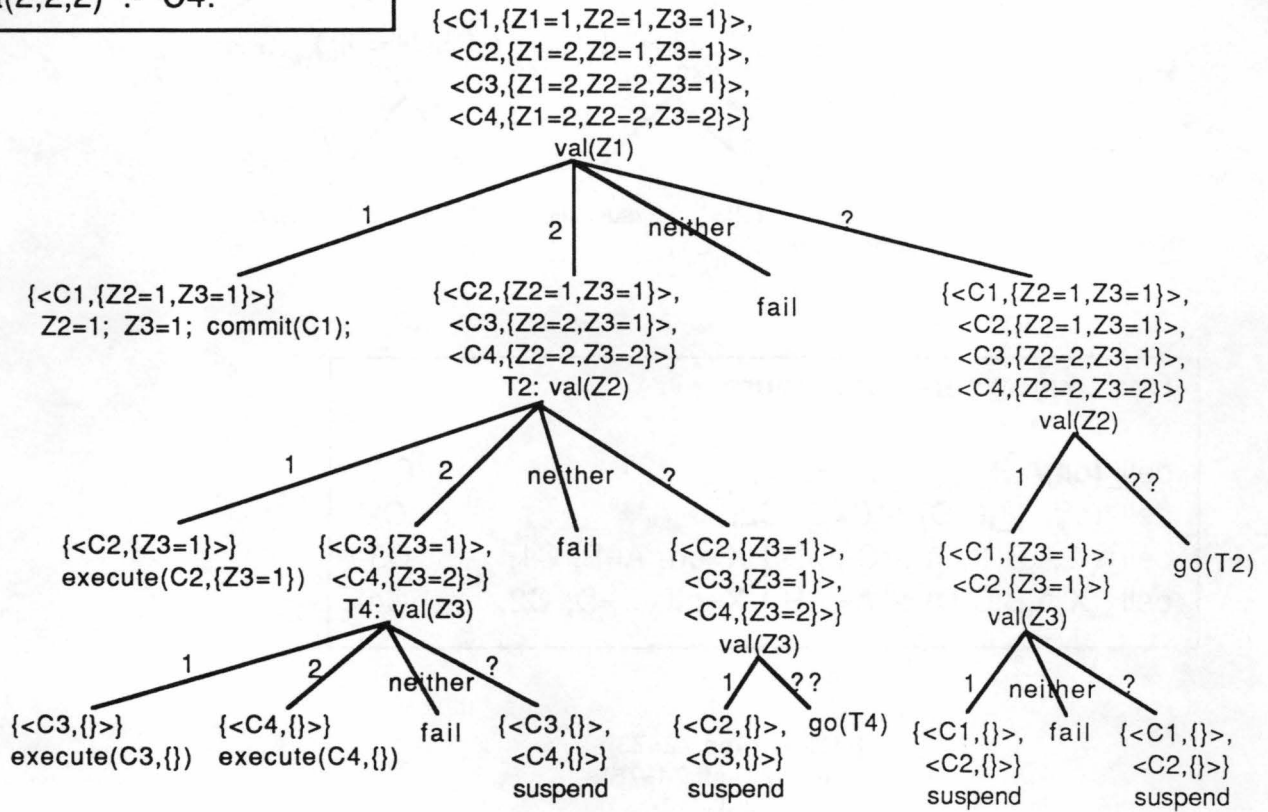 (2,2,2) :- C4.
{<C1,{Z1=1,Z2=1,Z3=1}>,
<C2,{Z1=2,Z2=1,Z3=1}>,
<C3,{Z1=2,Z2=2,Z3=1}>,
<C4,{Z1=2,Z2=2,Z3=2}>}
val(Z1)
1 2 neither ?
{<C1,{Z2=1,Z3=1}>}
Z2=1; Z3=1; commit(C1);
{<C2,{Z2=1,Z3=1}>,
<C3,{Z2=2,Z3=1}>,
<C4,{Z2=2,Z3=2}>}
T2: val(Z2)
fail
{<C1,{Z2=1,Z3=1}>,
<C2,{Z2=1,Z3=1}>,
<C3,{Z2=2,Z3=1}>,
<C4,{Z2=2,Z3=2}>}
val(Z2)
1 2 neither ?
1 ??
{<C2,{Z3=1}>}
execute(C2,{Z3=1})
{<C3,{Z3=1}>,
<C4,{Z3=2}>}
T4: val(Z3)
fail
{<C2,{Z3=1}>,
<C3,{Z3=1}>,
<C4,{Z3=2}>}
val(Z3)
{<C1,{Z3=1}>,
<C2,{Z3=1}>}
val(Z3)
go(T2)
1 2 neither ?
1 ??
1 neither ?
{<C3,{}>}
execute(C3,{})
{<C4,{}>}
execute(C4,{})
fail
{<C3,{}>,
<C4,{}>}
suspend
{<C2,{}>,
<C3,{}>}
suspend
go(T4)
{<C1,{}>,
<C2,{}>}
suspend
fail
{<C1,{}>,
<C2,{}>}
suspend